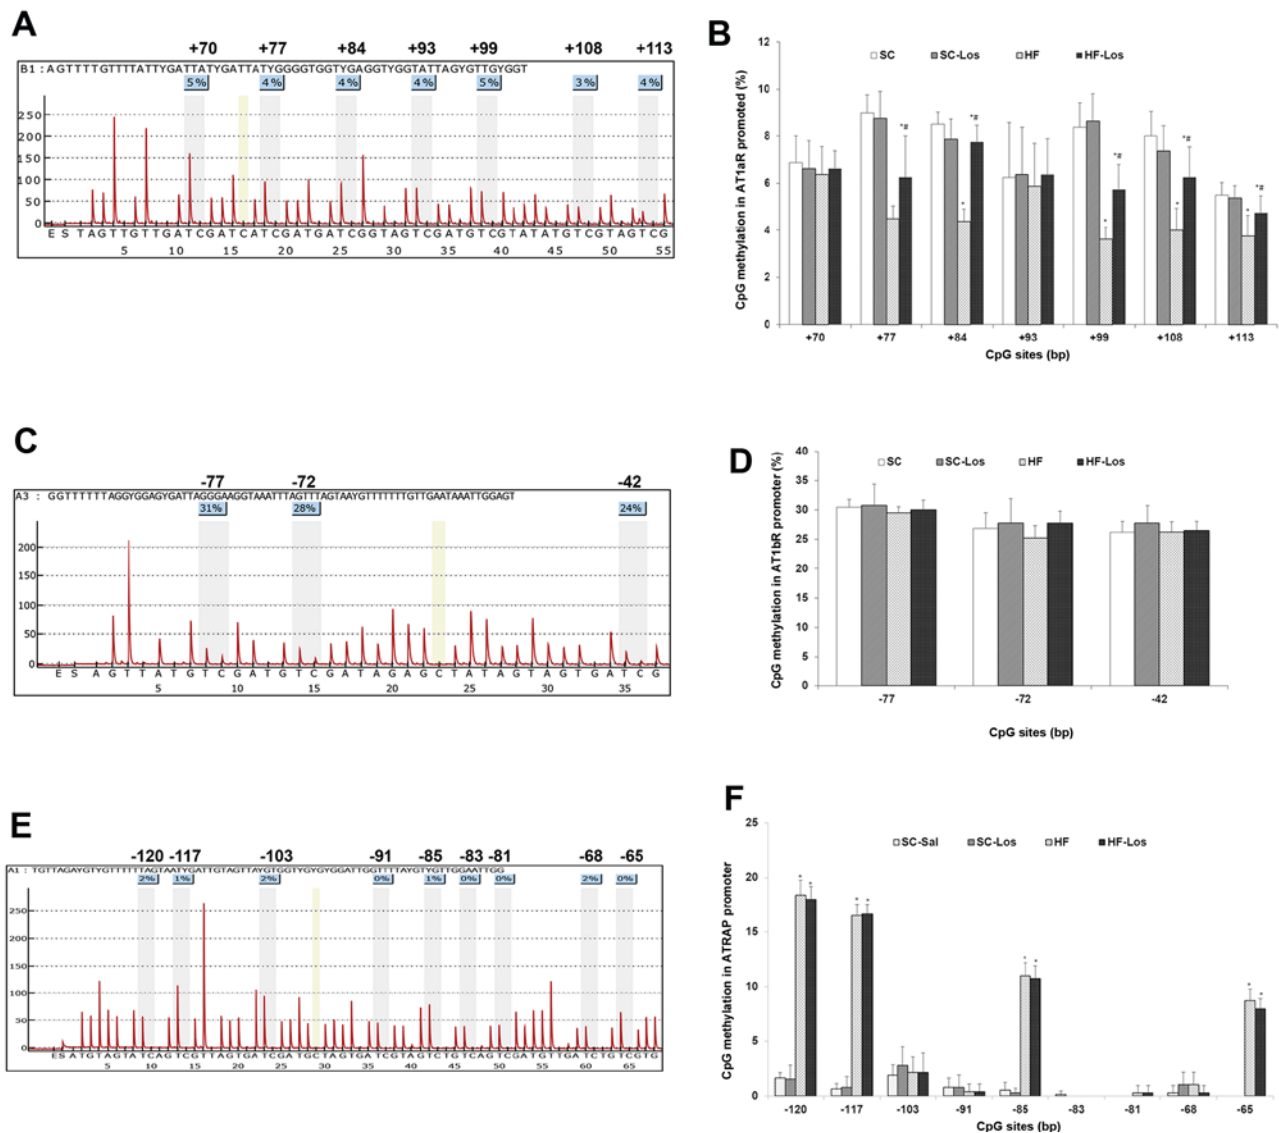 A
+70 +77 +84 +93 +99 +108 +113
B1 : AGTTTTGTTTTATTYGATTATYGATTATYGGGGTGGTYGAGGTYGGTATTAGYGTTGYGGT
5% 4% 4% 4% 5% 3% 4%
250
200
150
100
50
0
E S T A G T T G T T G A T C G A T C A T C G A T G A T C G G T A G T C G A T G T C G T A T A T G T C G T A G T C G
5 10 15 20 25 30 35 40 45 50 55
B
CpG methylation in AT1aR promoted (%)
SC SC-Los HF HF-Los
12
10
8
6
4
2
0
*# * *# * *# * *# * *#
+70 +77 +84 +93 +99 +108 +113
CpG sites (bp)
C
-77 -72 -42
A3 : GGTTTTTTAGGYGGAGYGATTAGGGAAGGTAAATTTAGTTTAGTAAYGTTTTTTTGTTGAATAAATTGGAGT
31% 28% 24%
200
150
100
50
0
E S A G T T A T G T C G A T G T C G A T A G A G C T A T A G T A G T G A T C G
5 10 15 20 25 30 35
D
CpG methylation in AT1bR promoter (%)
SC SC-Los HF HF-Los
40
35
30
25
20
15
10
5
0
-77 -72 -42
CpG sites (bp)
E
-120 -117 -103 -91 -85 -83 -81 -68 -65
A1 : TGTTAGAYGTYGTTTTTTAGTAATYGATTGTAGTTAYGTGGTTYGYGYGGATTGGTTTTAYGTYGTTGGAATTGG
2% 1% 2% 0% 1% 0% 0% 2% 0%
250
200
150
100
50
0
E S A T G T A G T A T C A G T C G T T A G T G A T C G A T G C T A G T G A T C G T A G T C T G T C A G T C G A T G T T G A T C T G T C G T G
5 10 15 20 25 30 35 40 45 50 55 60 65
F
CpG methylation in ATRAP promoter
SC-Sal SC-Los HF HF-Los
25
20
15
10
5
0
* * * * * * * *
-120 -117 -103 -91 -85 -83 -81 -68 -65
CpG sites (bp)